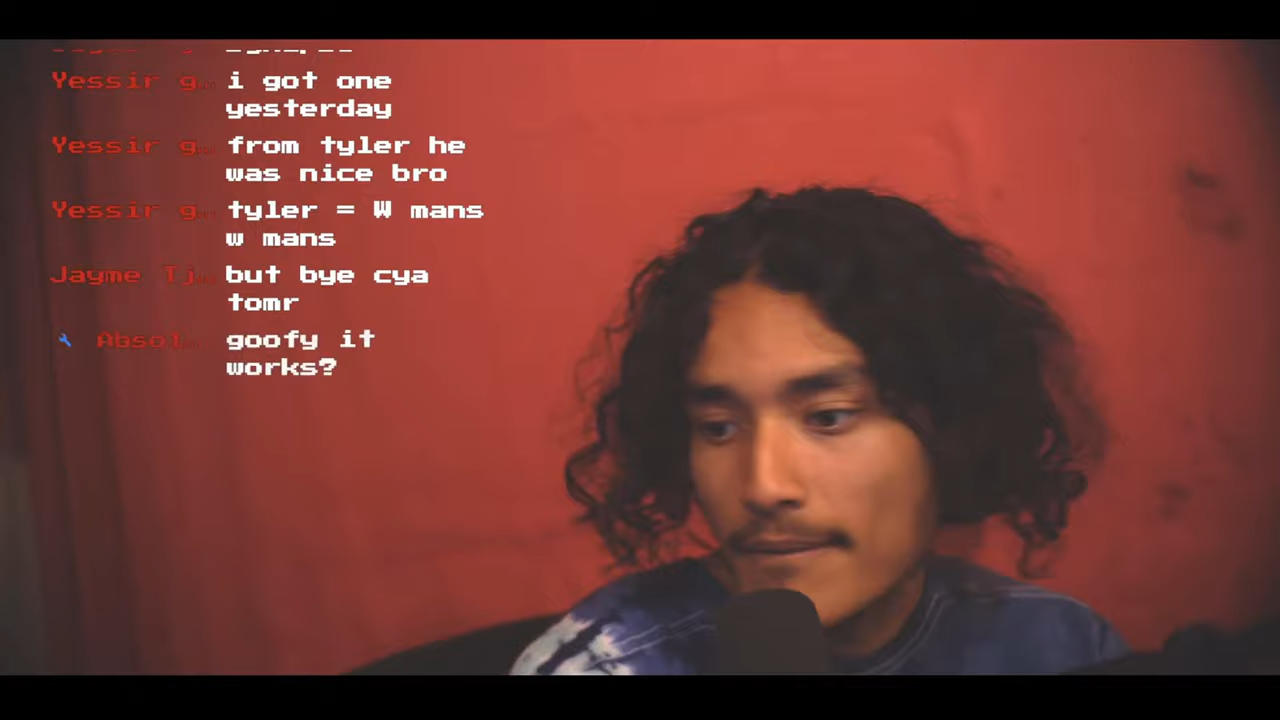 Yessir g… i got one
yesterday
Yessir g… from tyler he
was nice bro
Yessir g… tyler = W mans
w mans
Jayme Tj… but bye cya
tomr
Absol… goofy it
works?